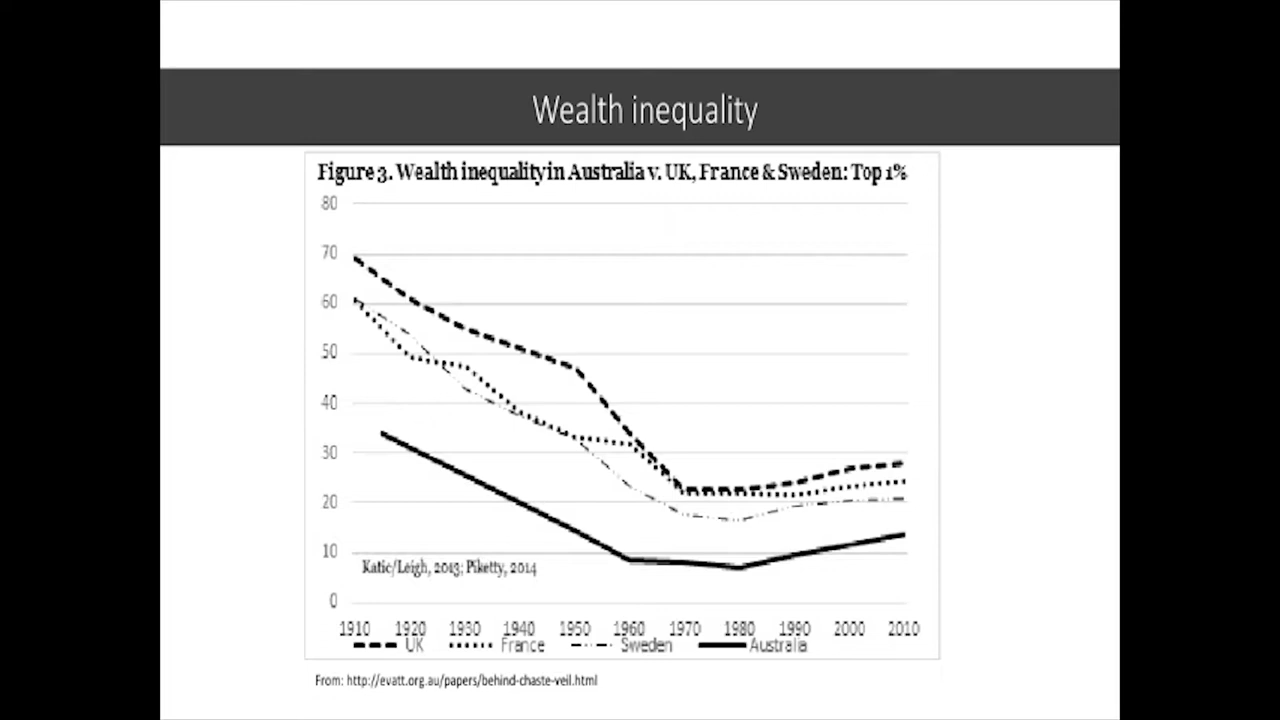 Wealth inequality
Figure 3. Wealth inequality in Australia v. UK, France & Sweden: Top 1%
80
70
60
50
40
30
20
10
0
Katic/Leigh, 2013; Piketty, 2014
1910 1920 1930 1940 1950 1960 1970 1980 1990 2000 2010
UK France Sweden Australia
From: http://evatt.org.au/papers/behind-chaste-veil.html